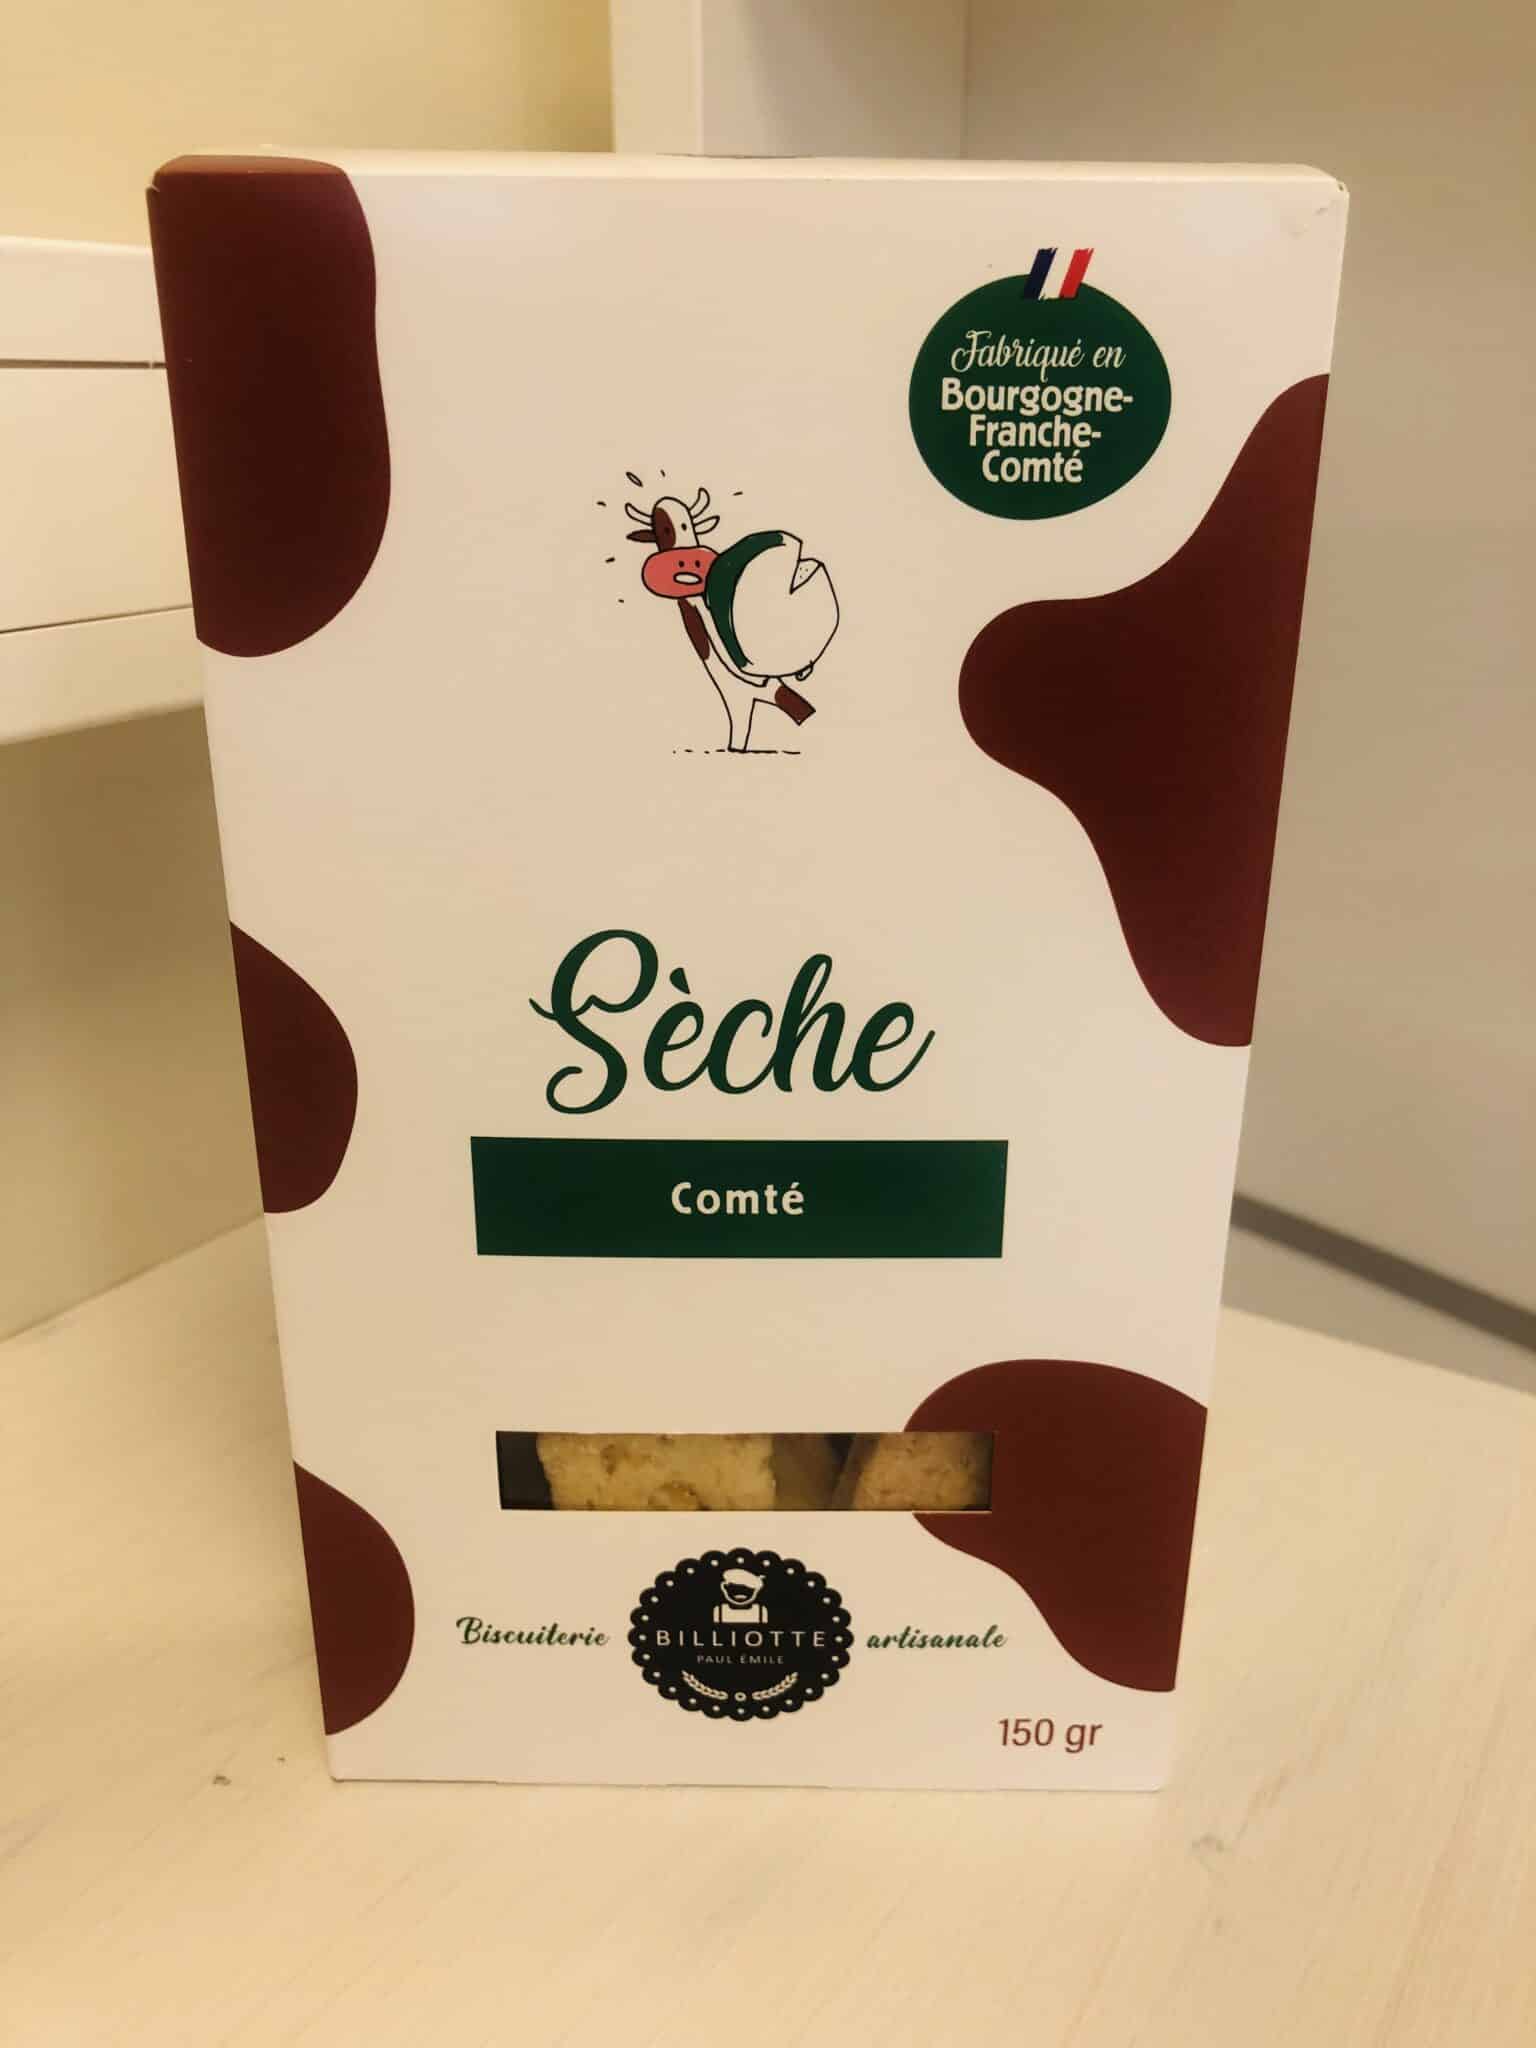 Fabriqué en
Bourgogne-
Franche-
Comté
Sèche
Comté
Biscuiterie BILLIOTTE artisanale
PAUL ÉMILE
150 gr